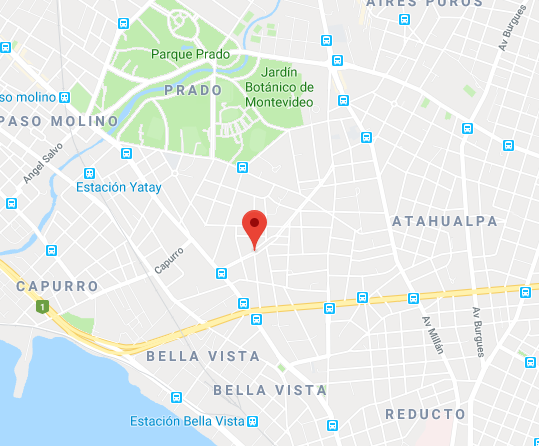 AIRES PUROS
Av Burgues
Parque Prado
Jardín
Botánico de
Montevideo
PRADO
aso molino
PASO MOLINO
Angel Salvo
Estación Yatay
ATAHUALPA
Capurro
CAPURRO
1
Av Millán
Av Burgues
BELLA VISTA
BELLA VISTA
REDUCTO
Estación Bella Vista